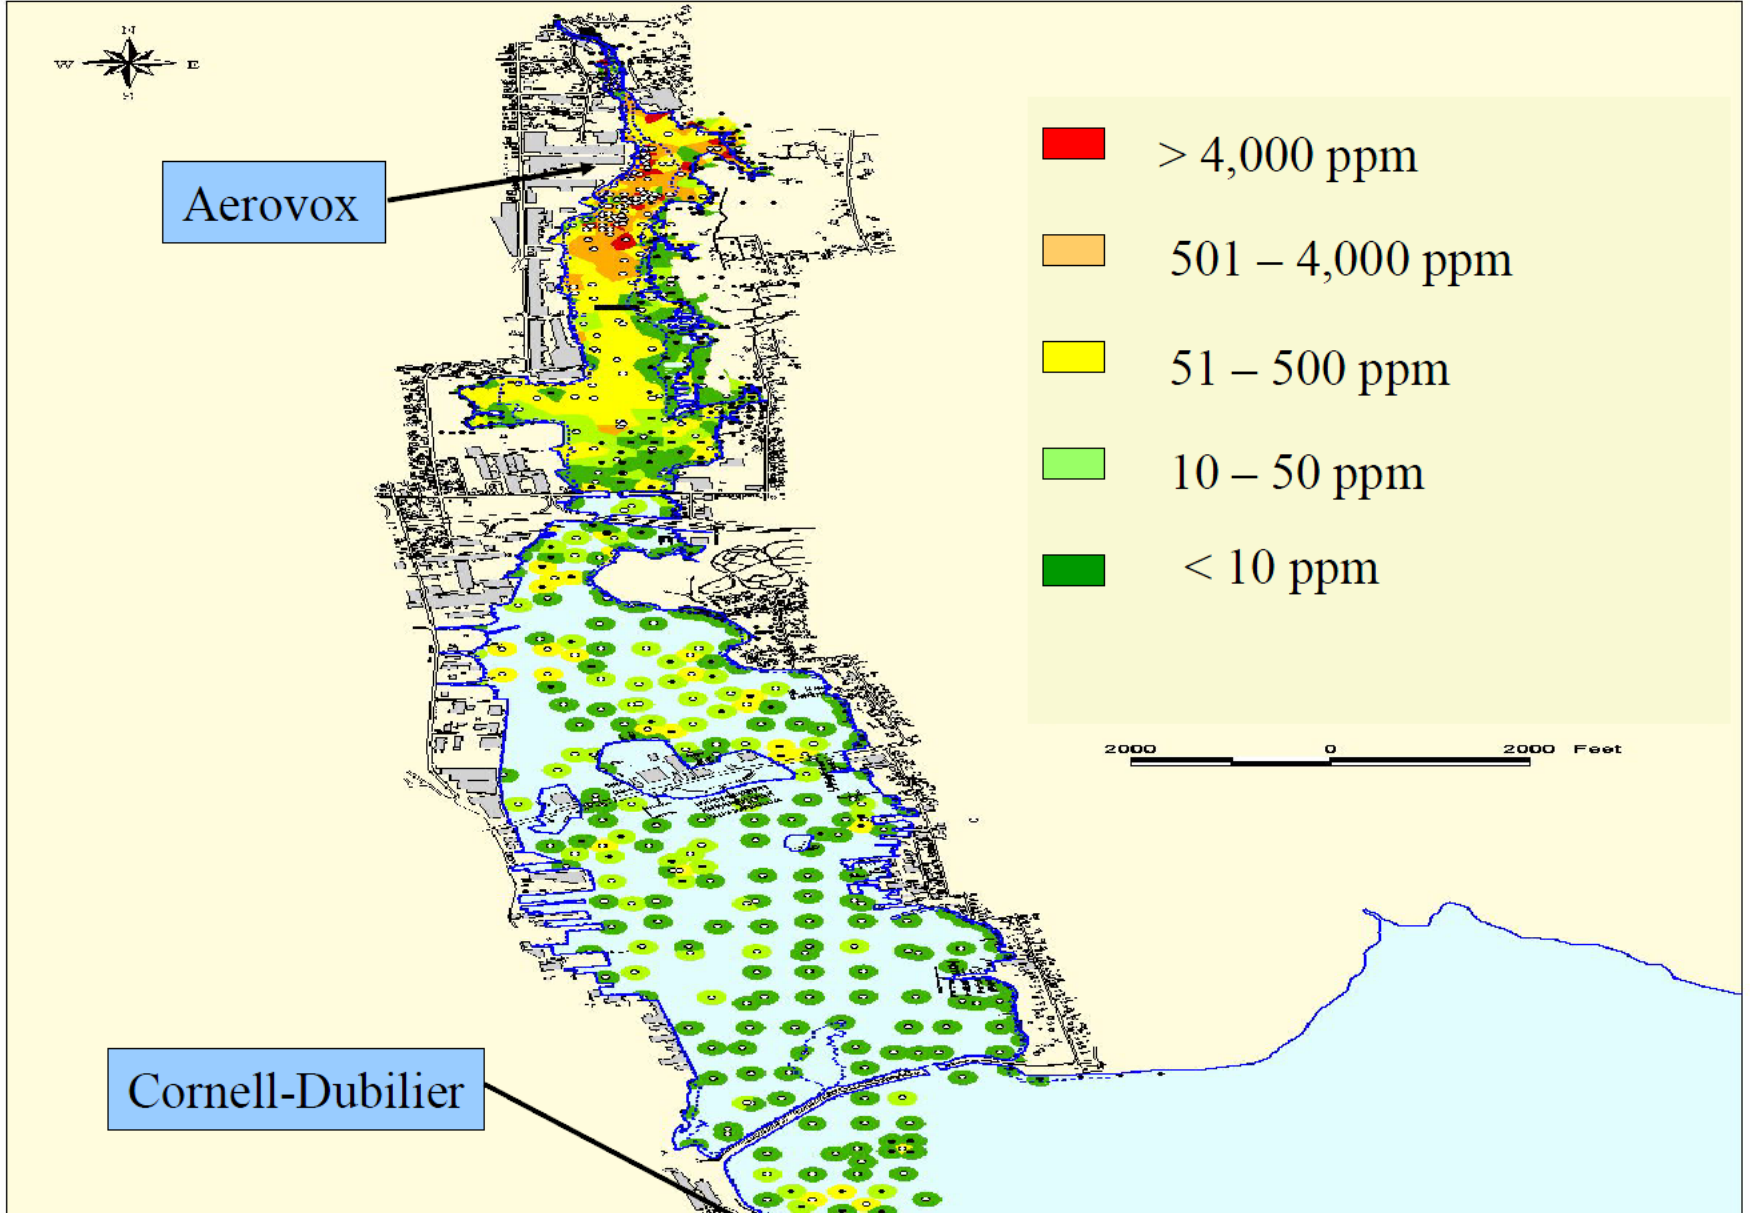 N
W E
S
Aerovox
> 4,000 ppm
501 – 4,000 ppm
51 – 500 ppm
10 – 50 ppm
< 10 ppm
2000 0 2000 Feet
Cornell-Dubilier